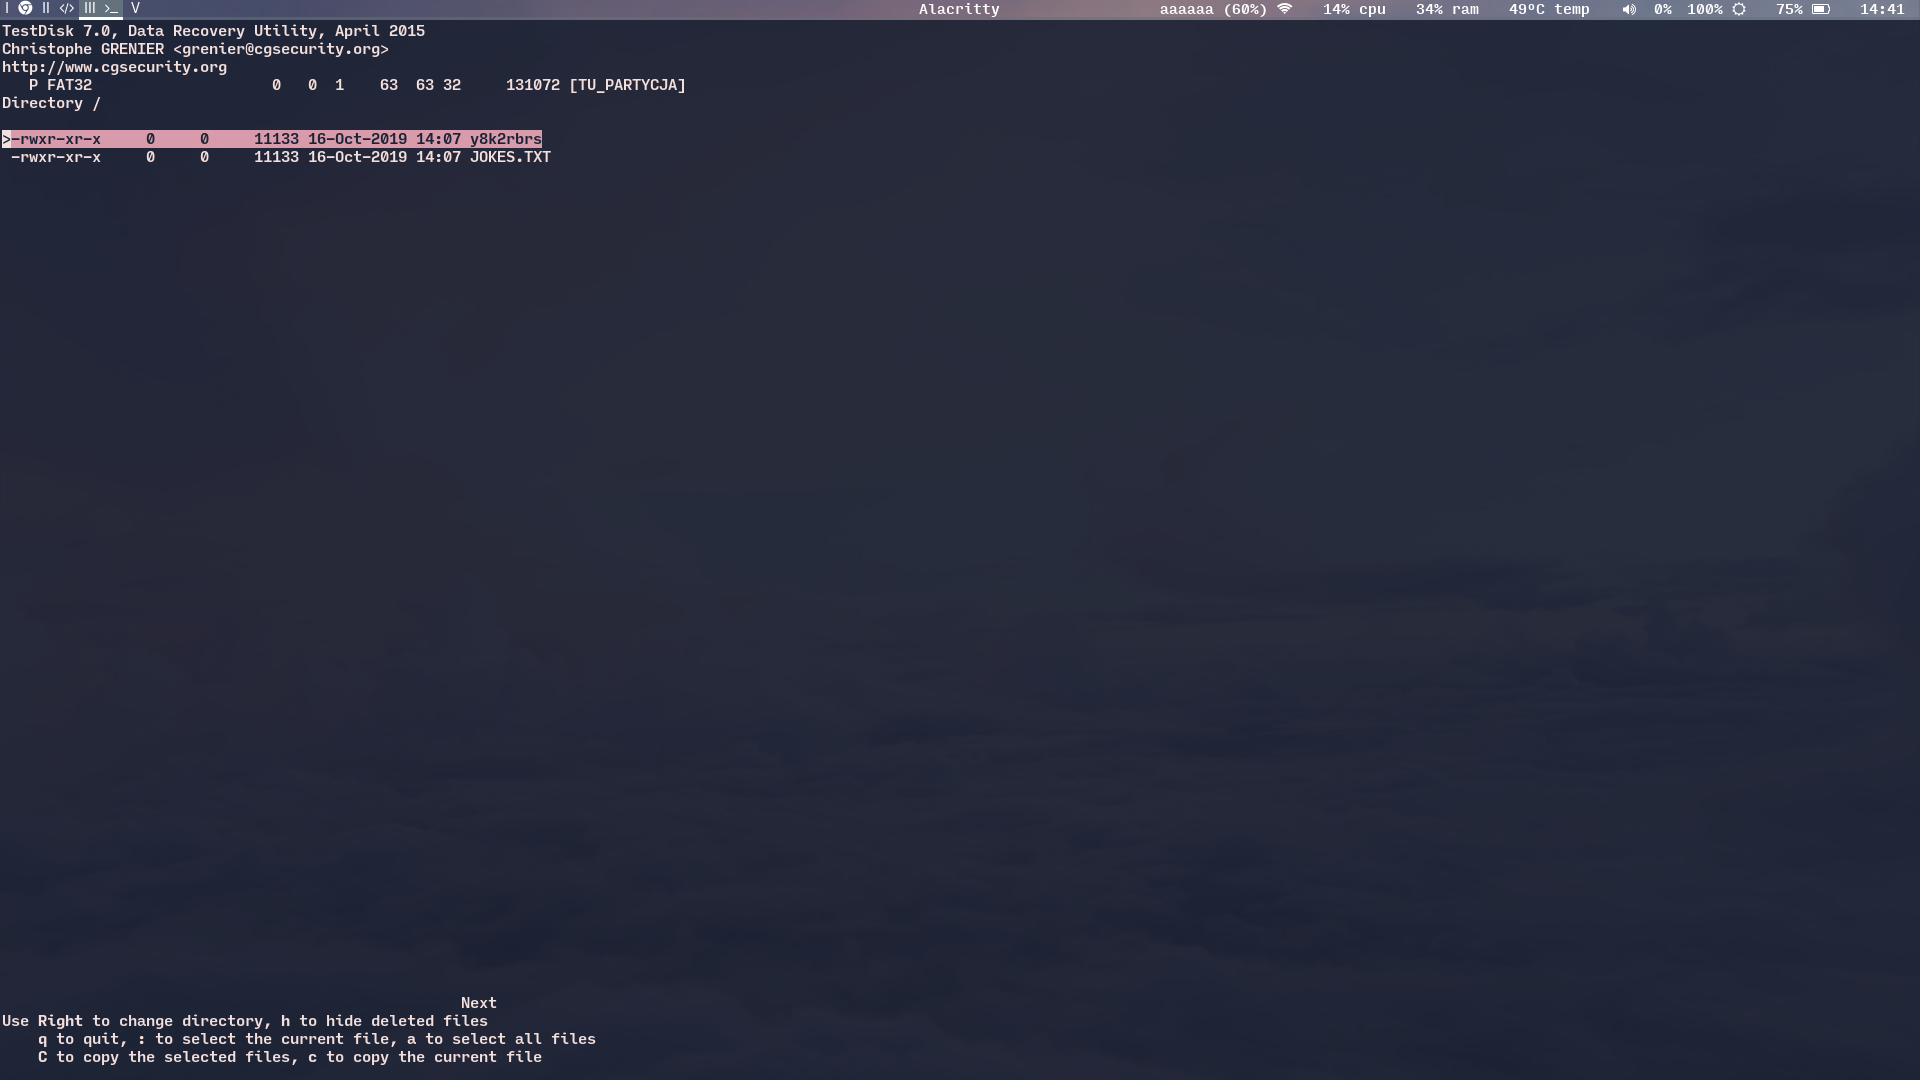 I II </> III >_ V Alacritty aaaaaa (60%) 14% cpu 34% ram 49ºC temp 0% 100% 75% 14:41
TestDisk 7.0, Data Recovery Utility, April 2015
Christophe GRENIER <grenier@cgsecurity.org>
http://www.cgsecurity.org
P FAT32 0 0 1 63 63 32 131072 [TU_PARTYCJA]
Directory /
>-rwxr-xr-x 0 0 11133 16-Oct-2019 14:07 y8k2rbrs
-rwxr-xr-x 0 0 11133 16-Oct-2019 14:07 JOKES.TXT
Next
Use Right to change directory, h to hide deleted files
q to quit, : to select the current file, a to select all files
C to copy the selected files, c to copy the current file